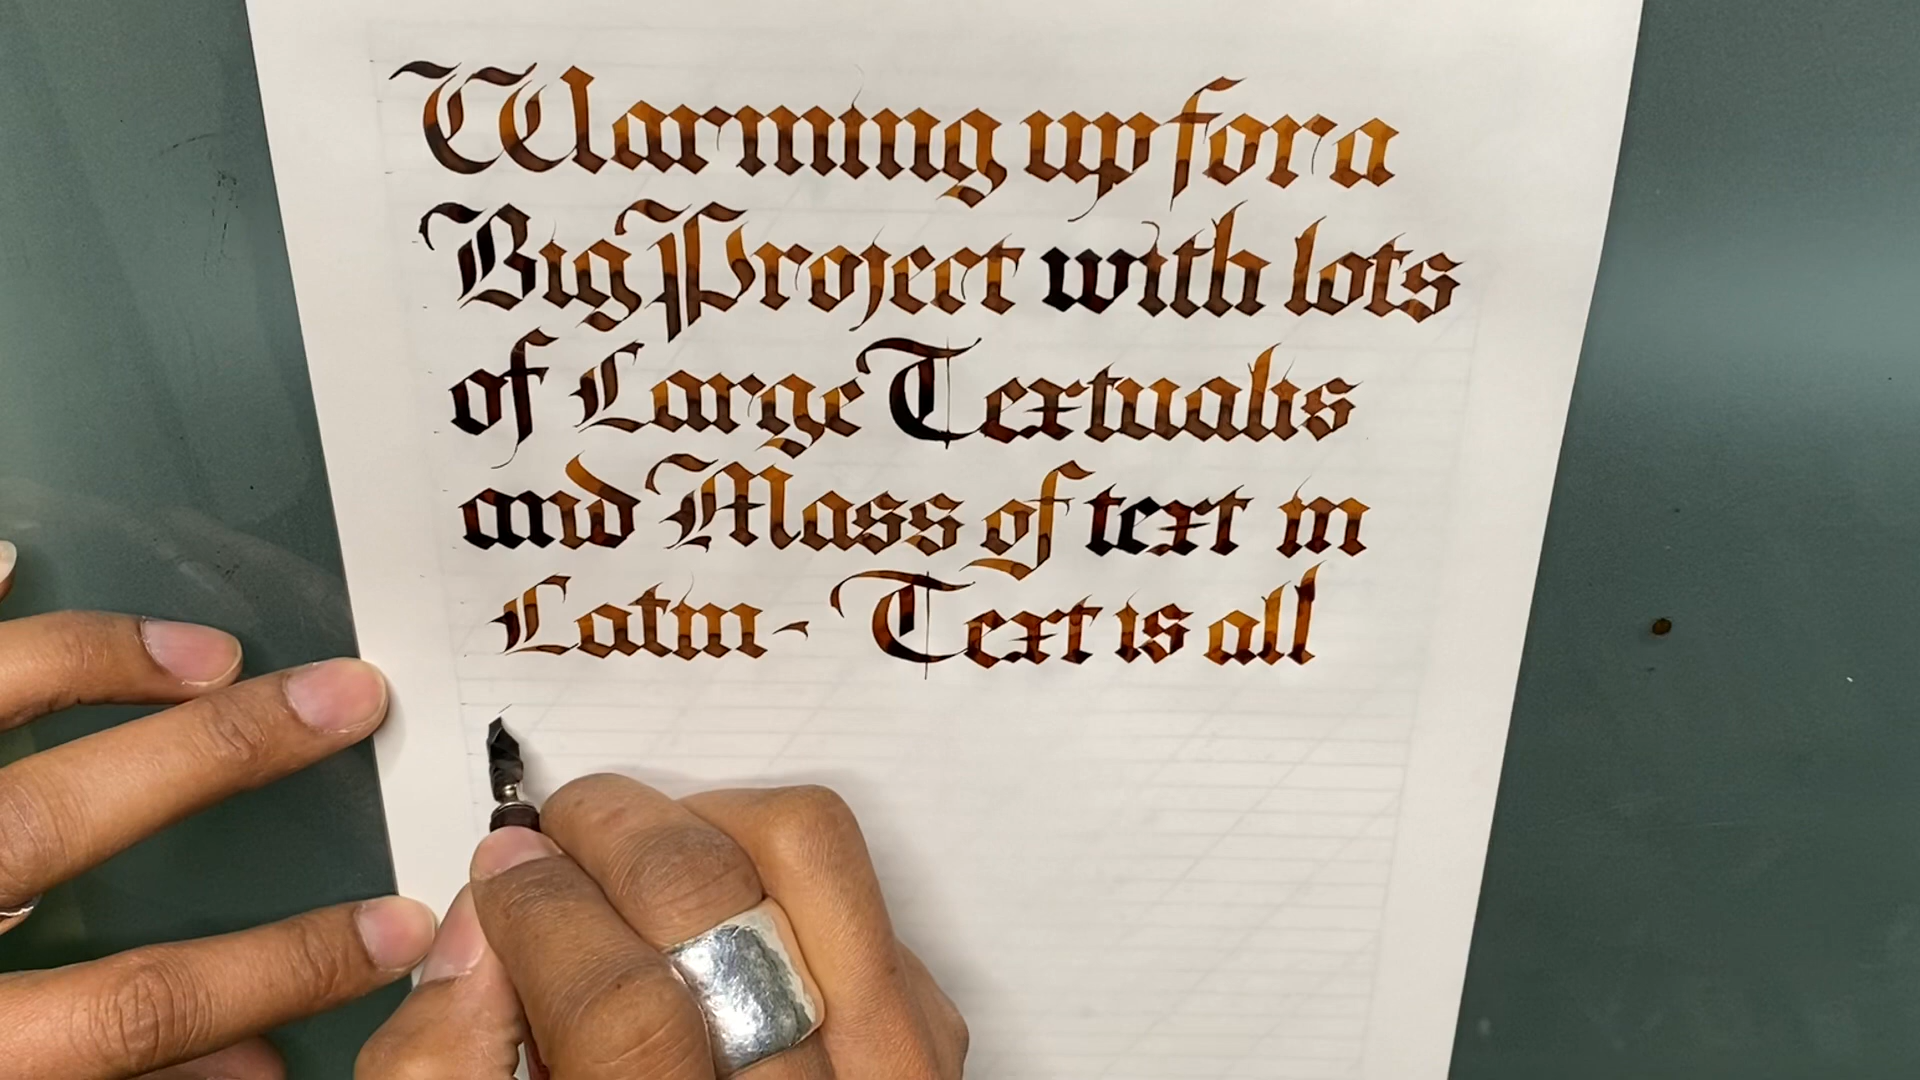 Warming up for a
Big Project with lots
of Large Textualis
and Mass of text in
Latin - Text is all